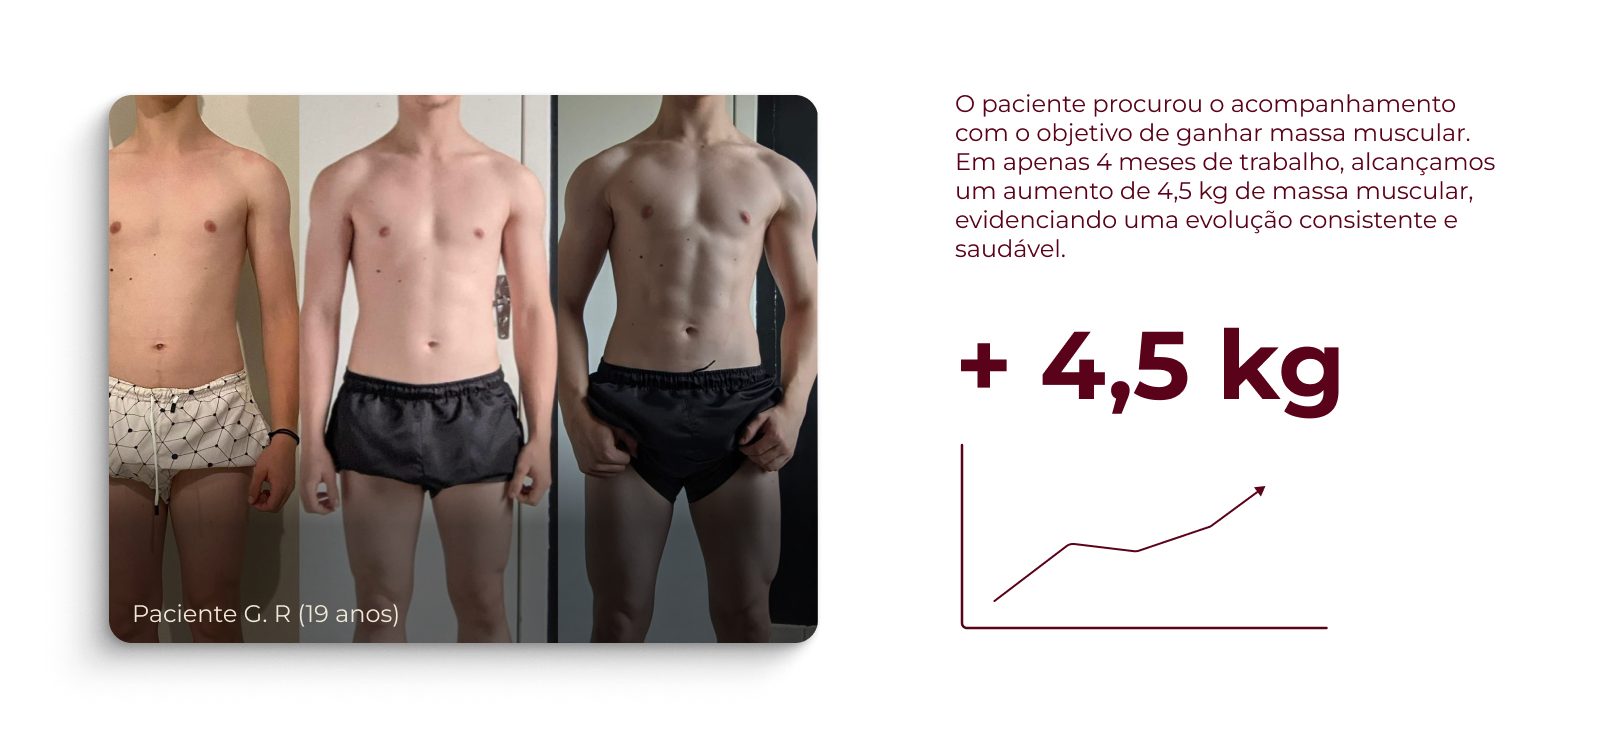 O paciente procurou o acompanhamento
com o objetivo de ganhar massa muscular.
Em apenas 4 meses de trabalho, alcançamos
um aumento de 4,5 kg de massa muscular,
evidenciando uma evolução consistente e
saudável.
+ 4,5 kg
Paciente G. R (19 anos)